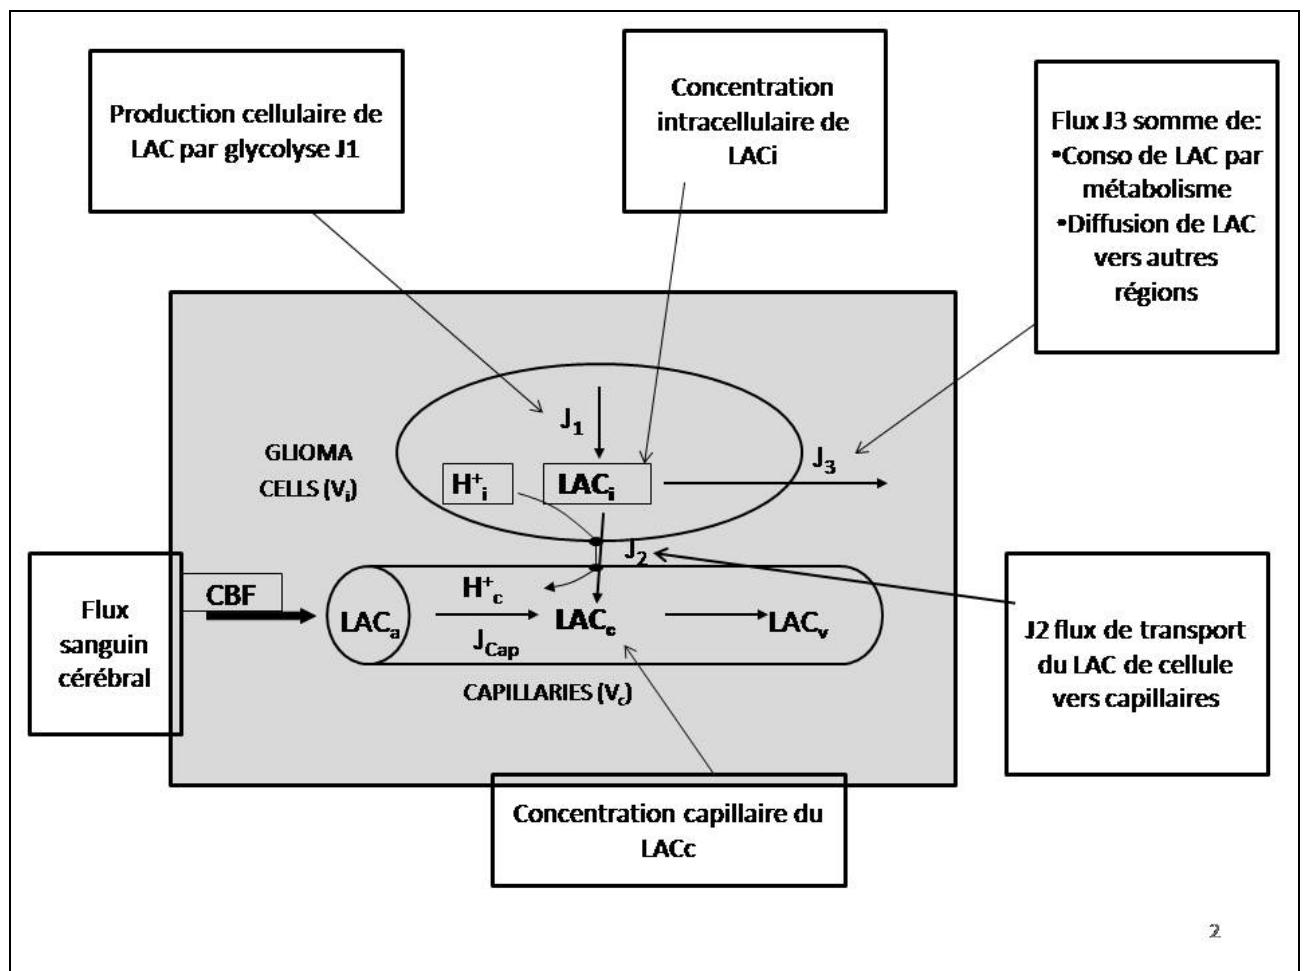 Production cellulaire de
LAC par glycolyse J1
Concentration
intracellulaire de
LACi
Flux J3 somme de:
•Conso de LAC par
métabolisme
•Diffusion de LAC
vers autres
régions
GLIOMA
CELLS (Vi)
J1
H+i
LACi
J3
J2
Flux
sanguin
cérébral
CBF
LACa
H+c
JCap
LACc
LACv
CAPILLARIES (Vc)
J2 flux de transport
du LAC de cellule
vers capillaires
Concentration capillaire du
LACc
2